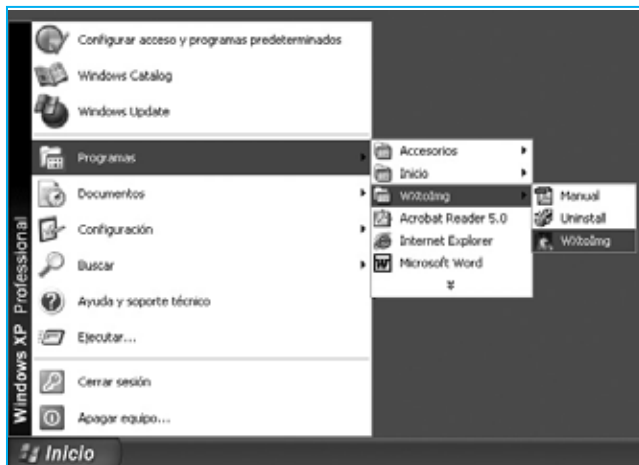 Configurar acceso y programas predeterminados
Windows Catalog
Windows Update
Programas
Documentos
Configuración
Buscar
Ayuda y soporte técnico
Ejecutar...
Cerrar sesión
Apagar equipo...
Windows XP Professional
Inicio
Accesorios
Inicio
WXtoImg
Acrobat Reader 5.0
Internet Explorer
Microsoft Word
Manual
Uninstall
WXtoImg